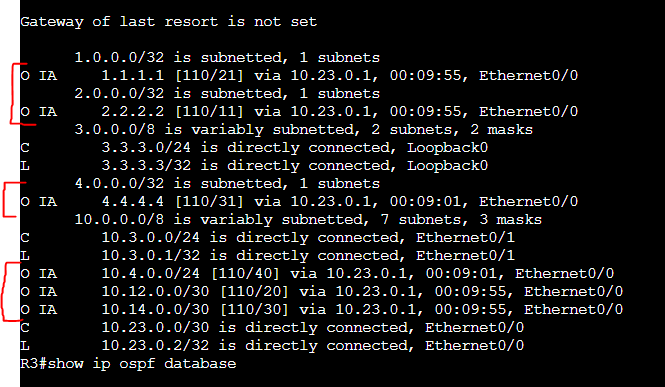 Gateway of last resort is not set
1.0.0.0/32 is subnetted, 1 subnets
O IA 1.1.1.1 [110/21] via 10.23.0.1, 00:09:55, Ethernet0/0
2.0.0.0/32 is subnetted, 1 subnets
O IA 2.2.2.2 [110/11] via 10.23.0.1, 00:09:55, Ethernet0/0
3.0.0.0/8 is variably subnetted, 2 subnets, 2 masks
C 3.3.3.0/24 is directly connected, Loopback0
L 3.3.3.3/32 is directly connected, Loopback0
4.0.0.0/32 is subnetted, 1 subnets
O IA 4.4.4.4 [110/31] via 10.23.0.1, 00:09:01, Ethernet0/0
10.0.0.0/8 is variably subnetted, 7 subnets, 3 masks
C 10.3.0.0/24 is directly connected, Ethernet0/1
L 10.3.0.1/32 is directly connected, Ethernet0/1
O IA 10.4.0.0/24 [110/40] via 10.23.0.1, 00:09:01, Ethernet0/0
O IA 10.12.0.0/30 [110/20] via 10.23.0.1, 00:09:55, Ethernet0/0
O IA 10.14.0.0/30 [110/30] via 10.23.0.1, 00:09:55, Ethernet0/0
C 10.23.0.0/30 is directly connected, Ethernet0/0
L 10.23.0.2/32 is directly connected, Ethernet0/0
R3#show ip ospf database